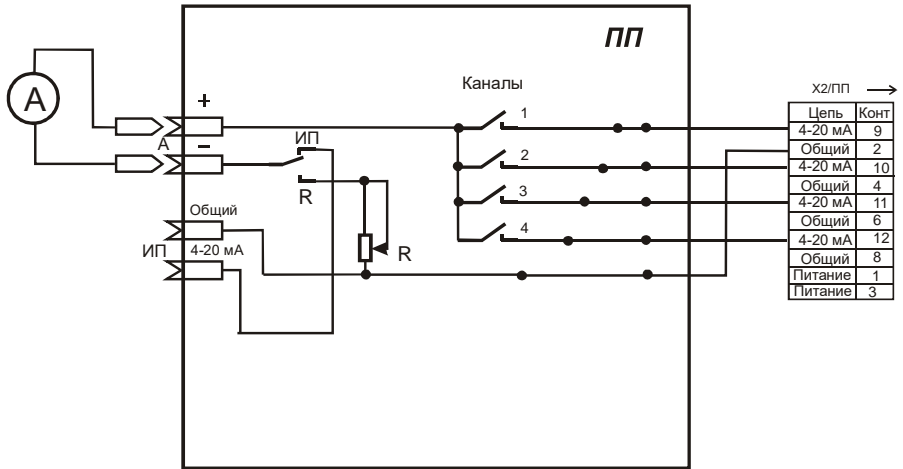 ПП
Каналы
А
+
А
−
ИП
R
Общий
ИП
4-20 мА
R
1
2
3
4
Х2/ПП
Цепь Конт
4-20 мА 9
Общий 2
4-20 мА 10
Общий 4
4-20 мА 11
Общий 6
4-20 мА 12
Общий 8
Питание 1
Питание 3